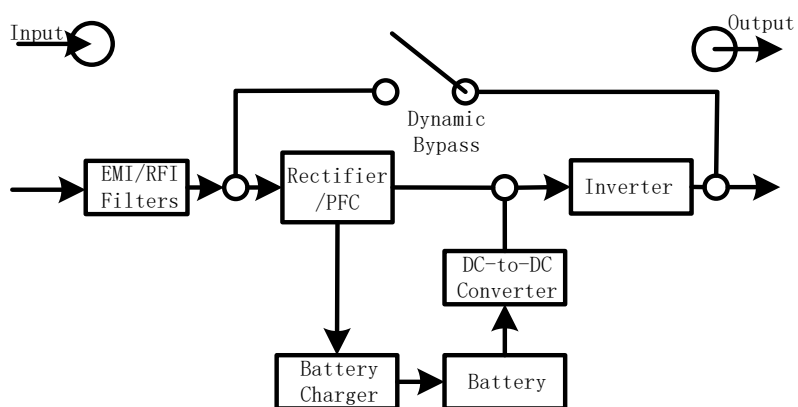 Input
Output
Dynamic
Bypass
EMI/RFI
Filters
Rectifier
/PFC
Inverter
DC-to-DC
Converter
Battery
Charger
Battery